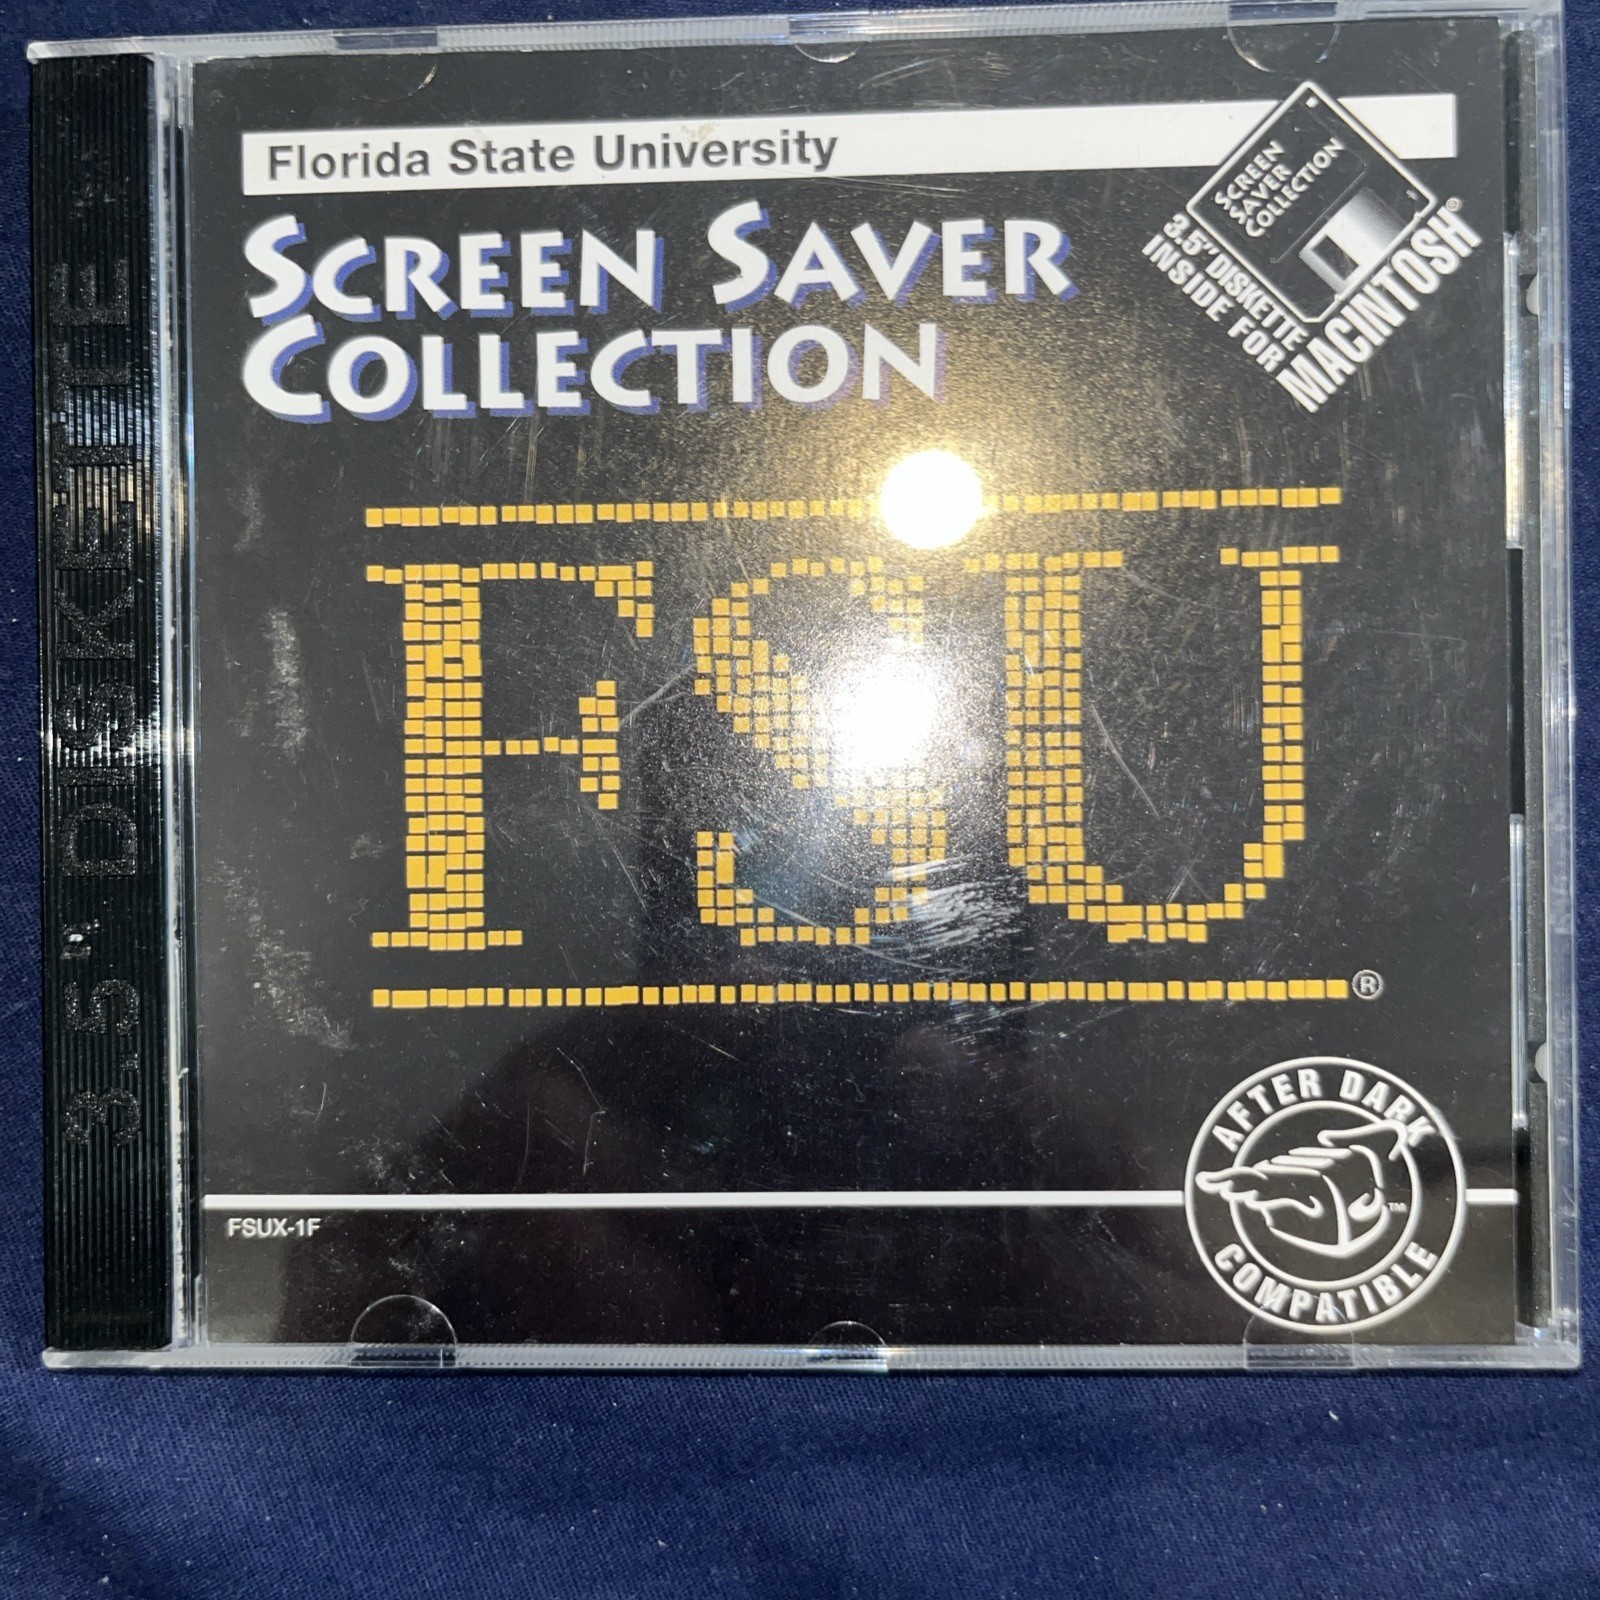 3.5" DISKETTE
Florida State University
SCREEN SAVER
COLLECTION
SCREEN
SAVER
COLLECTION
3.5" DISKETTE
INSIDE FOR
MACINTOSH®
FSU®
FSUX-1F
AFTER DARK
COMPATIBLE
TM